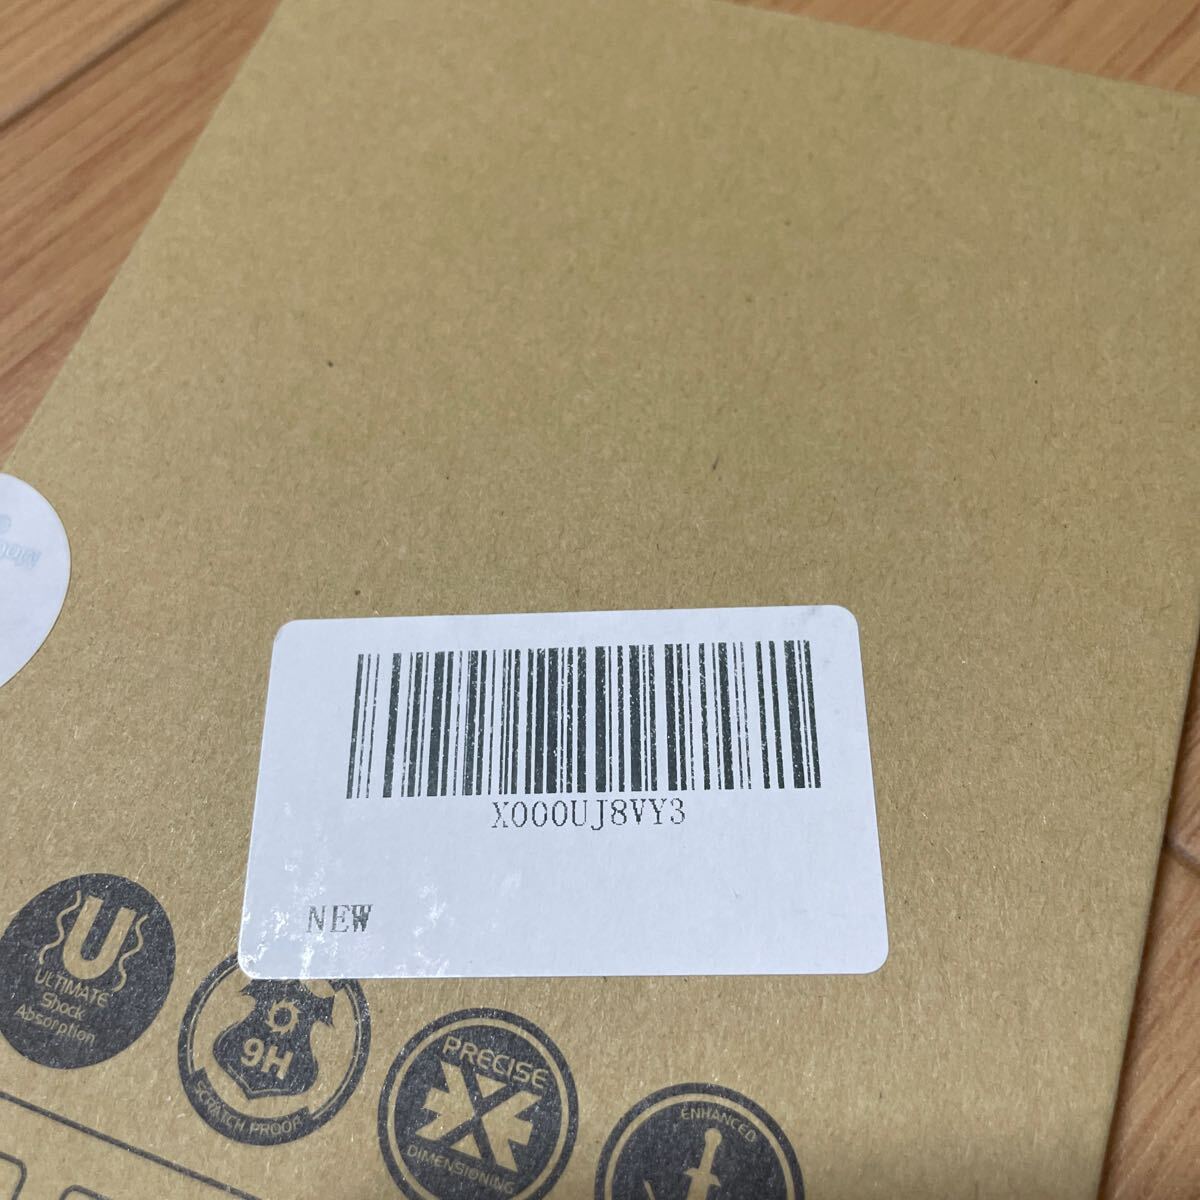 X000UJ8VY3
NEW
U
ULTIMATE
Shock
Absorption
9H
SCRATCH PROOF
PRECISE
DIMENSIONING
ENHANCED